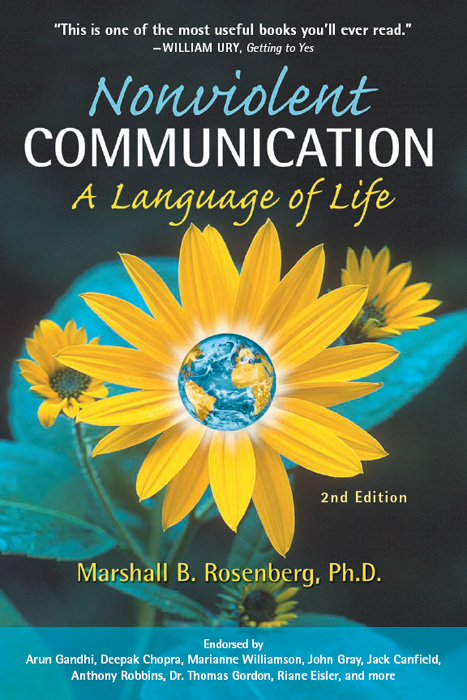 “This is one of the most useful books you’ll ever read.”
—WILLIAM URY, Getting to Yes
Nonviolent
COMMUNICATION
A Language of Life
2nd Edition
Marshall B. Rosenberg, Ph.D.
Endorsed by
Arun Gandhi, Deepak Chopra, Marianne Williamson, John Gray, Jack Canfield,
Anthony Robbins, Dr. Thomas Gordon, Riane Eisler, and more